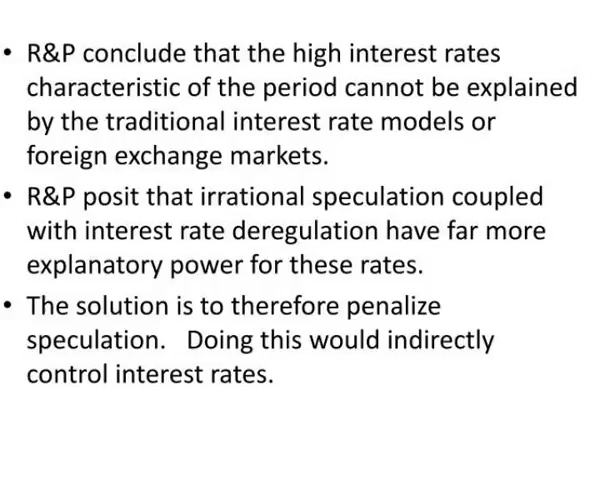 • R&P conclude that the high interest rates
characteristic of the period cannot be explained
by the traditional interest rate models or
foreign exchange markets.
• R&P posit that irrational speculation coupled
with interest rate deregulation have far more
explanatory power for these rates.
• The solution is to therefore penalize
speculation.   Doing this would indirectly
control interest rates.